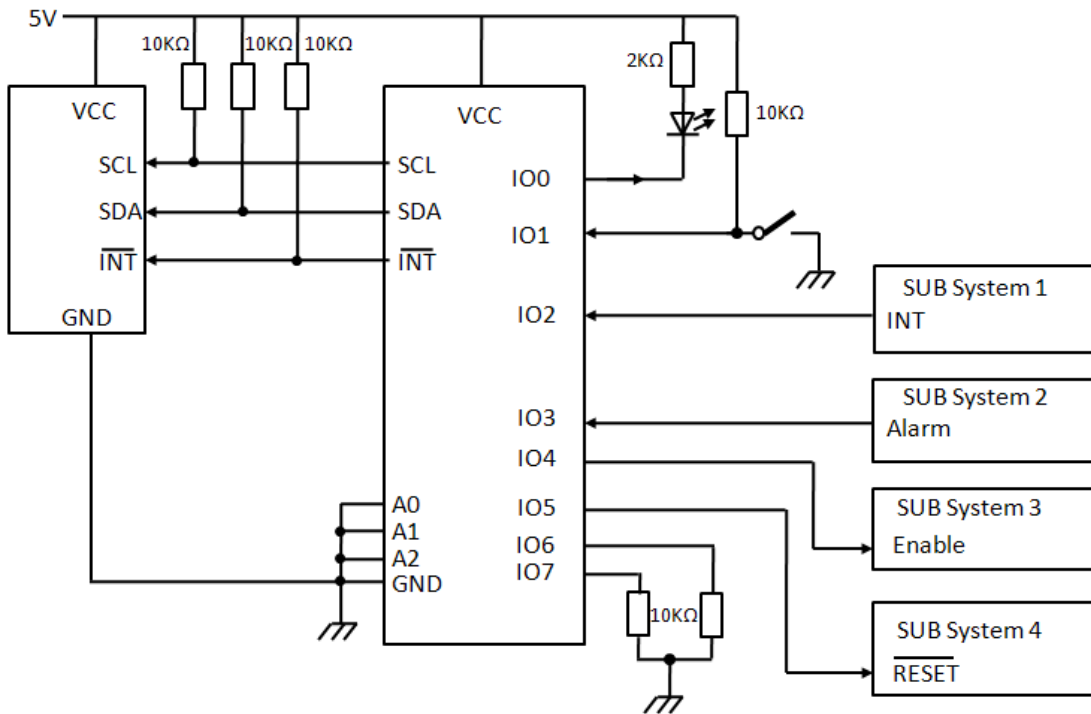 5V
10KΩ 10KΩ 10KΩ
2KΩ
10KΩ
VCC
SCL
SDA
INT
GND
VCC
SCL
SDA
INT
A0
A1
A2
GND
IO0
IO1
IO2
IO3
IO4
IO5
IO6
IO7
10KΩ
SUB System 1
INT
SUB System 2
Alarm
SUB System 3
Enable
SUB System 4
RESET